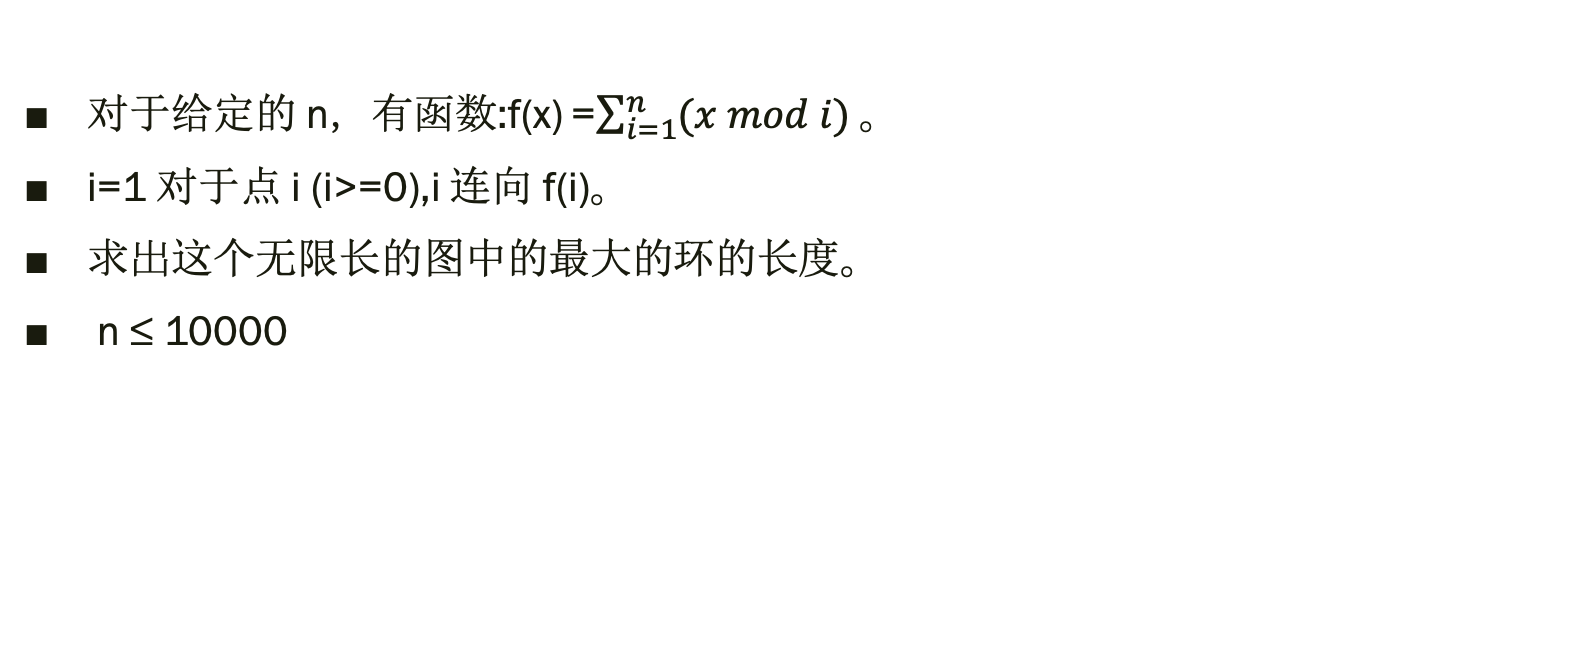 ■ 对于给定的 n，有函数:f(x) =∑ⁿᵢ₌₁(x mod i) 。
■ i=1 对于点 i (i>=0),i 连向 f(i)。
■ 求出这个无限长的图中的最大的环的长度。
■ n ≤ 10000